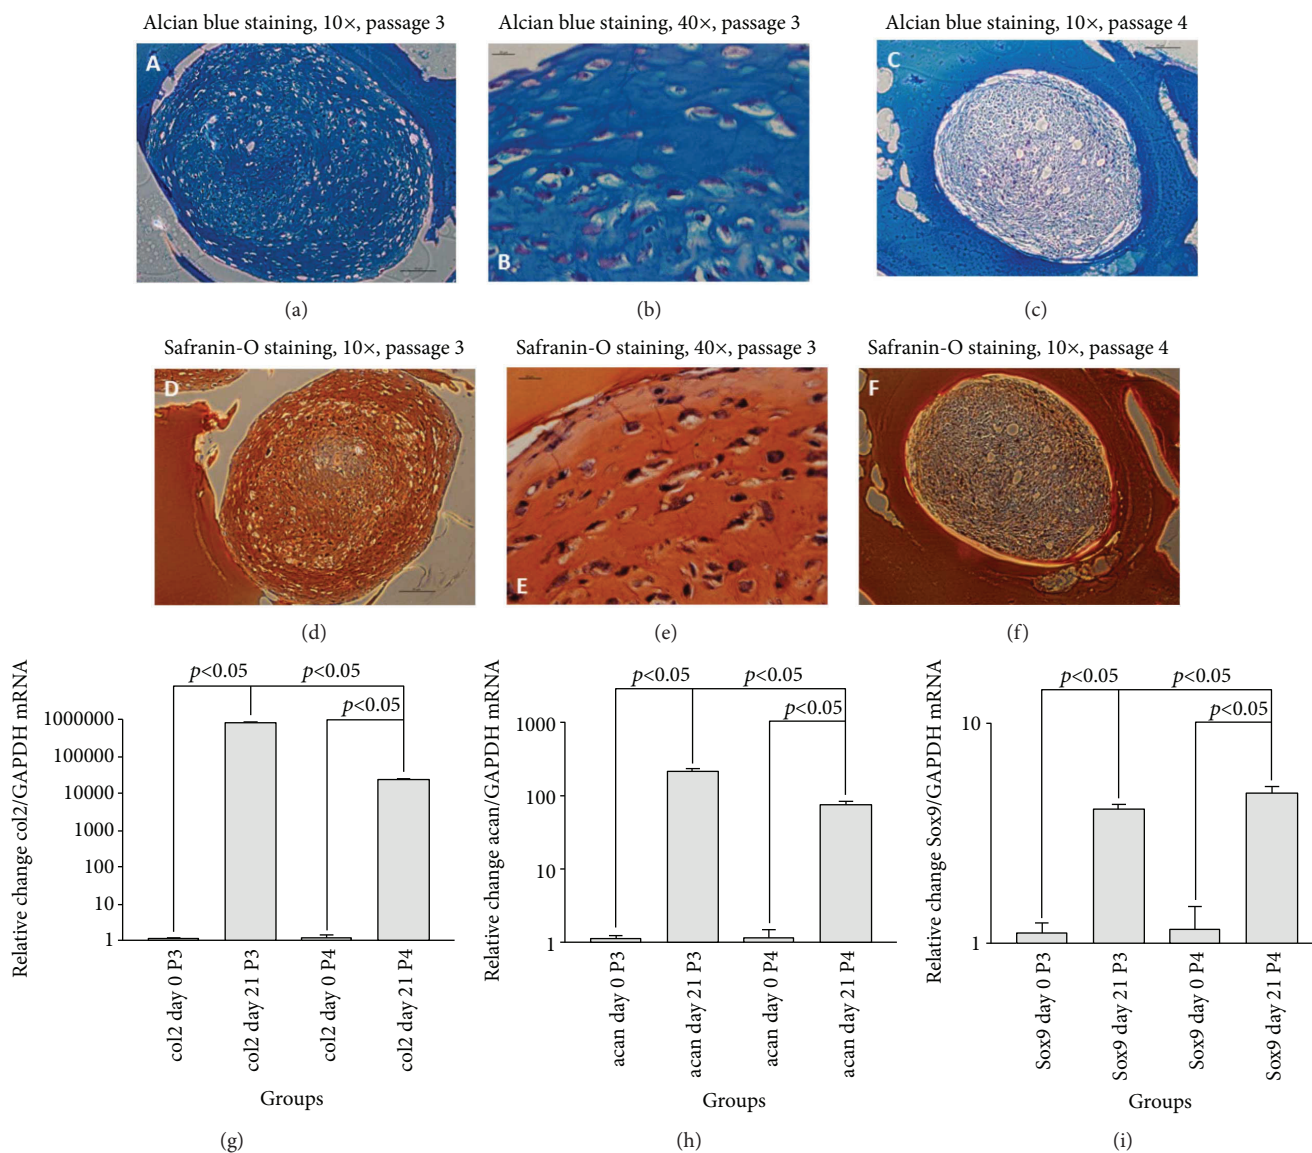 Alcian blue staining, 10×, passage 3
Alcian blue staining, 40×, passage 3
Alcian blue staining, 10×, passage 4
A
B
C
(a)
(b)
(c)
Safranin-O staining, 10×, passage 3
Safranin-O staining, 40×, passage 3
Safranin-O staining, 10×, passage 4
D
E
F
(d)
(e)
(f)
Relative change col2/GAPDH mRNA
p<0.05
p<0.05
p<0.05
1000000
100000
10000
1000
100
10
1
col2 day 0 P3
col2 day 21 P3
col2 day 0 P4
col2 day 21 P4
Groups
(g)
Relative change acan/GAPDH mRNA
p<0.05
p<0.05
p<0.05
1000
100
10
1
acan day 0 P3
acan day 21 P3
acan day 0 P4
acan day 21 P4
Groups
(h)
Relative change Sox9/GAPDH mRNA
p<0.05
p<0.05
p<0.05
10
1
Sox9 day 0 P3
Sox9 day 21 P3
Sox9 day 0 P4
Sox9 day 21 P4
Groups
(i)